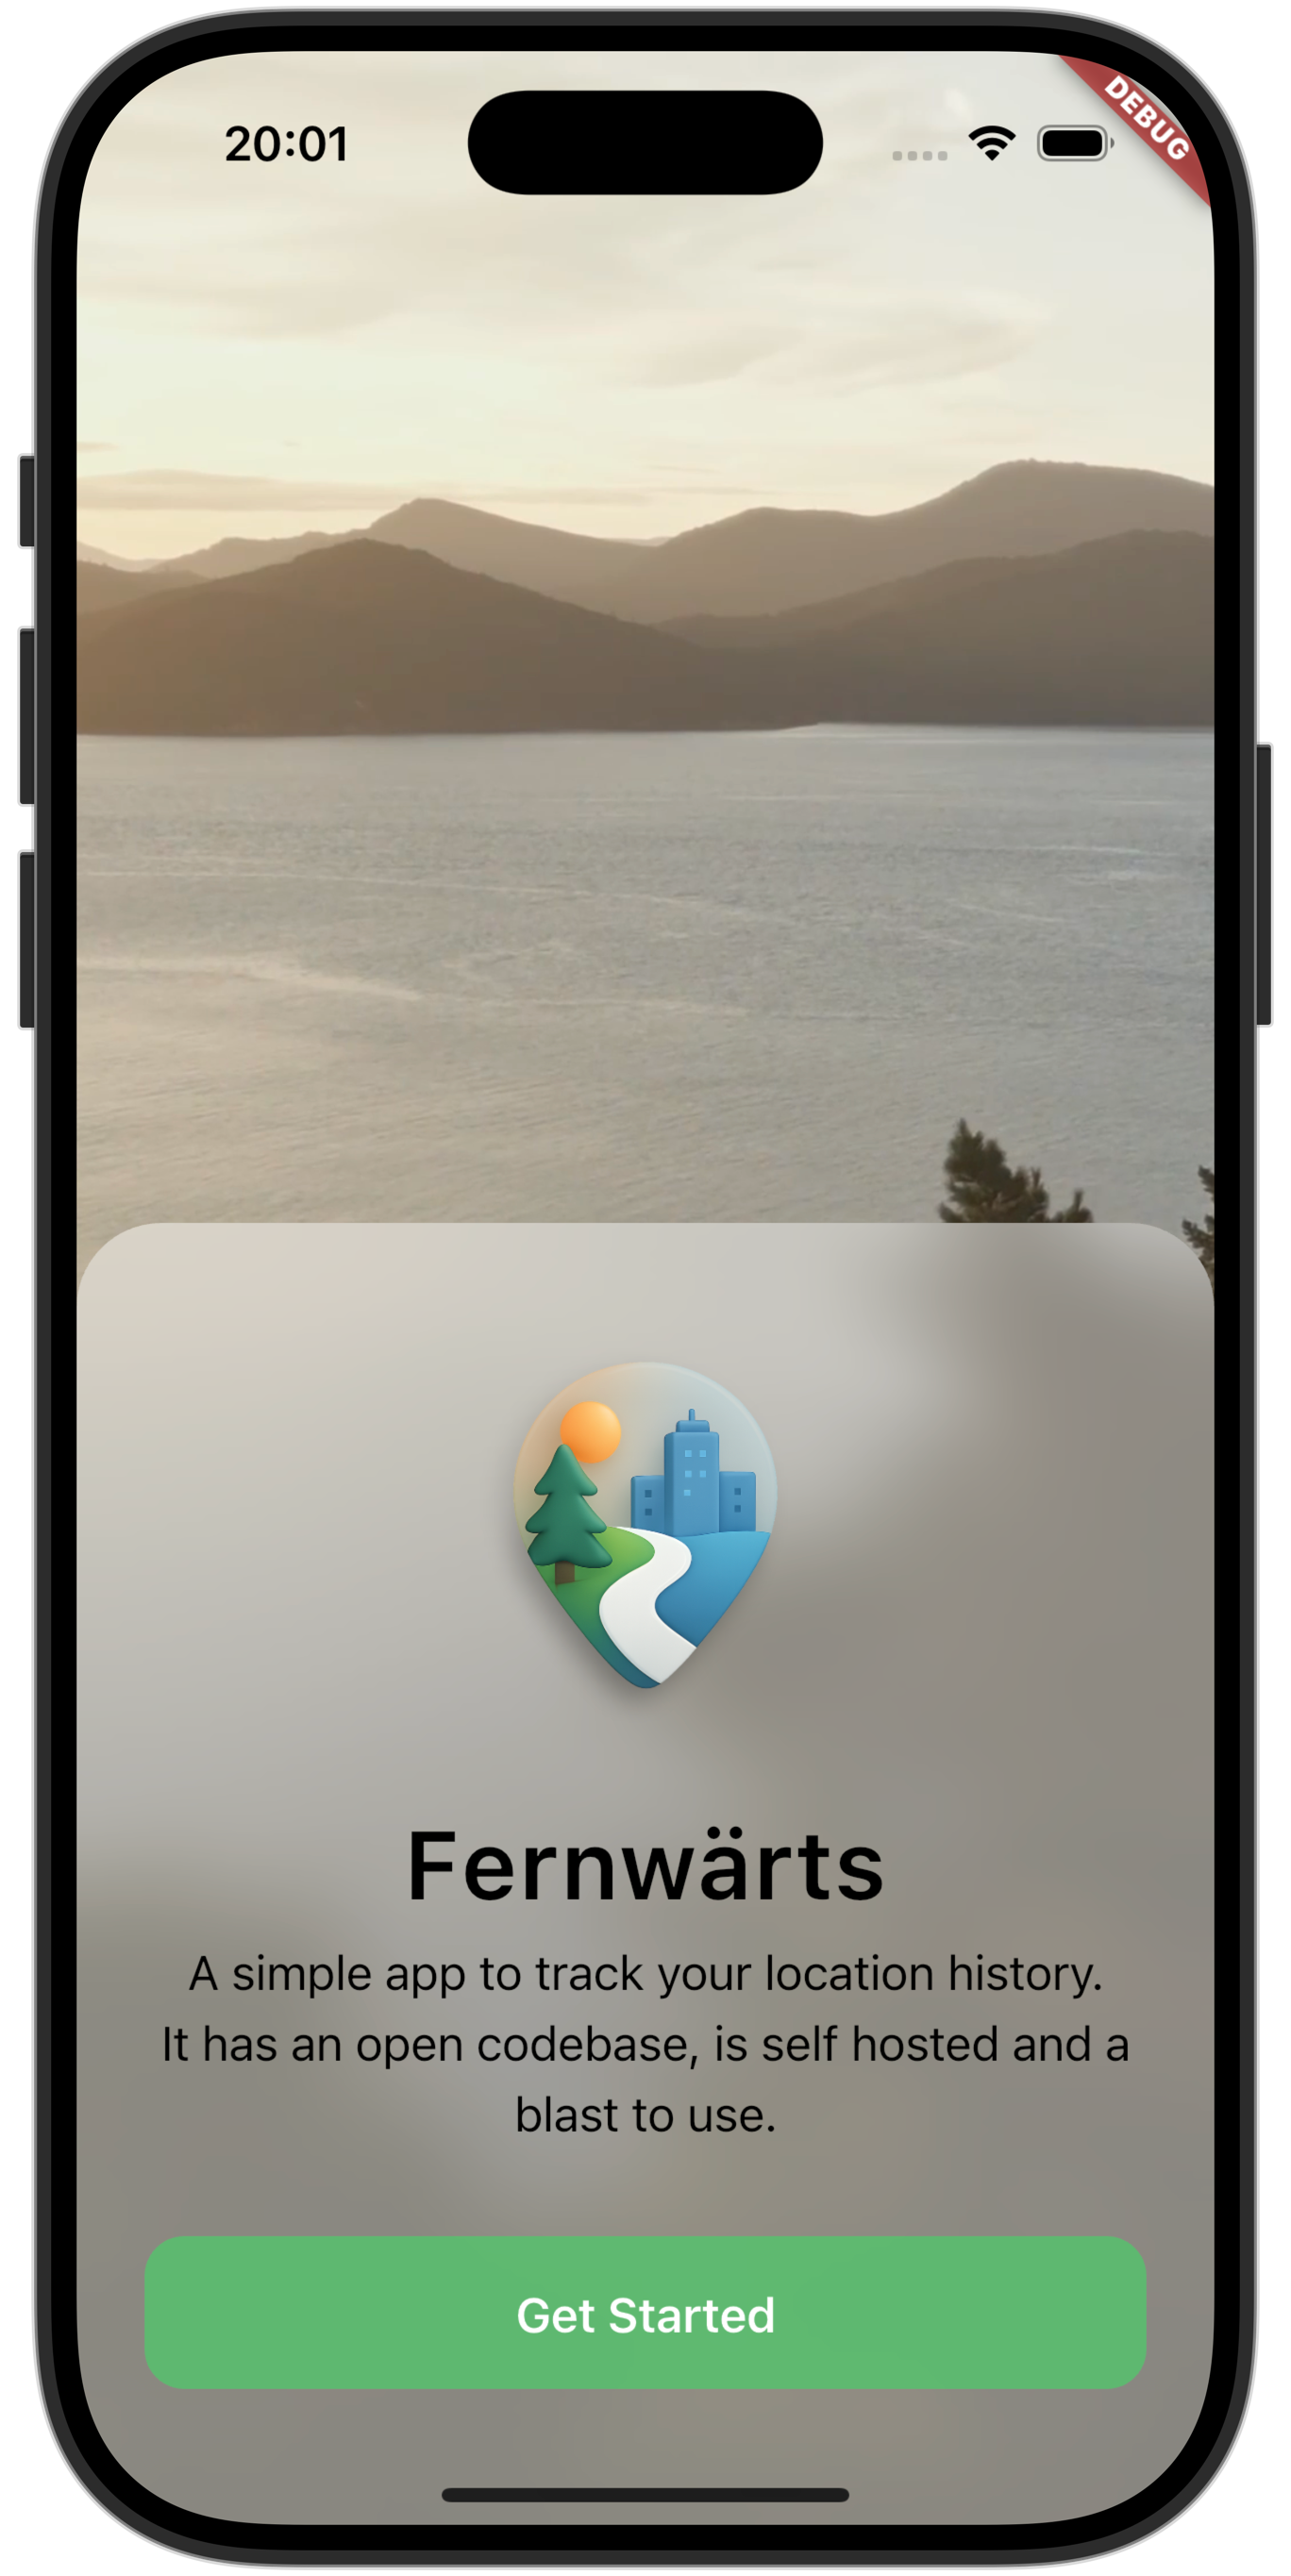 20:01
DEBUG
Fernwärts
A simple app to track your location history.
It has an open codebase, is self hosted and a
blast to use.
Get Started